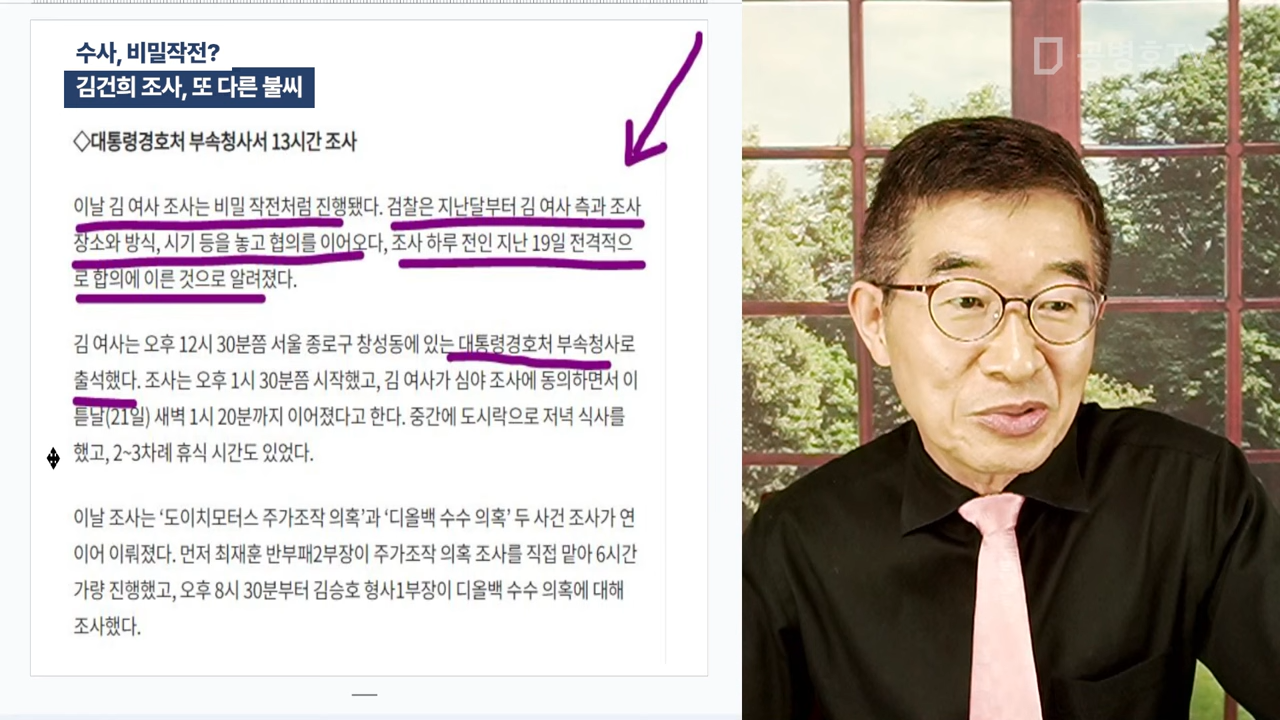 수사, 비밀작전?
김건희 조사, 또 다른 불씨
◇대통령경호처 부속청사서 13시간 조사
이날 김 여사 조사는 비밀 작전처럼 진행됐다. 검찰은 지난달부터 김 여사 측과 조사
장소와 방식, 시기 등을 놓고 협의를 이어오다, 조사 하루 전인 지난 19일 전격적으
로 합의에 이른 것으로 알려졌다.
김 여사는 오후 12시 30분쯤 서울 종로구 창성동에 있는 대통령경호처 부속청사로
출석했다. 조사는 오후 1시 30분쯤 시작했고, 김 여사가 심야 조사에 동의하면서 이
튿날(21일) 새벽 1시 20분까지 이어졌다고 한다. 중간에 도시락으로 저녁 식사를
했고, 2~3차례 휴식 시간도 있었다.
이날 조사는 ‘도이치모터스 주가조작 의혹’과 ‘디올백 수수 의혹’ 두 사건 조사가 연
이어 이뤄졌다. 먼저 최재훈 반부패2부장이 주가조작 의혹 조사를 직접 맡아 6시간
가량 진행했고, 오후 8시 30분부터 김승호 형사1부장이 디올백 수수 의혹에 대해
조사했다.
공병호TV